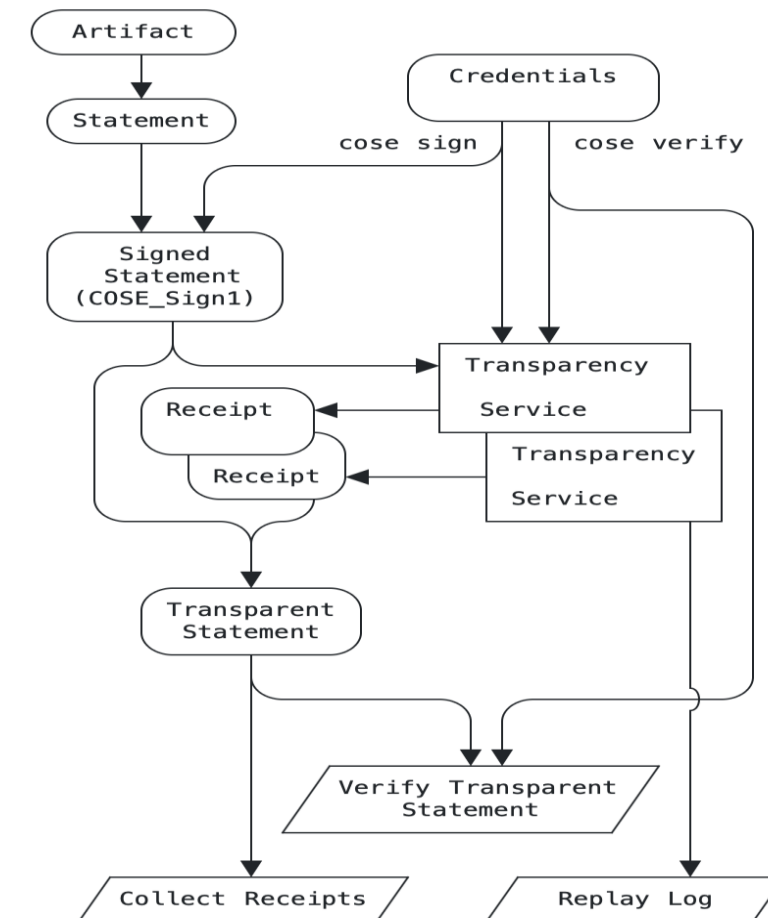 Artifact
Credentials
Statement
cose sign
cose verify
Signed
Statement
(COSE_Sign1)
Transparency
Service
Receipt
Transparency
Service
Receipt
Transparent
Statement
Verify Transparent
Statement
Collect Receipts
Replay Log